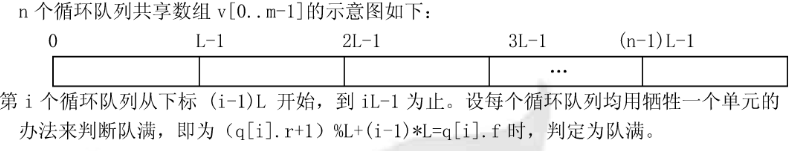 n 个循环队列共享数组 v[0..m-1]的示意图如下：
0 L-1 2L-1 3L-1 (n-1)L-1
…
第 i 个循环队列从下标 (i-1)L 开始，到 iL-1 为止。设每个循环队列均用牺牲一个单元的
办法来判断队满，即为（q[i].r+1）%L+(i-1)*L=q[i].f 时，判定为队满。